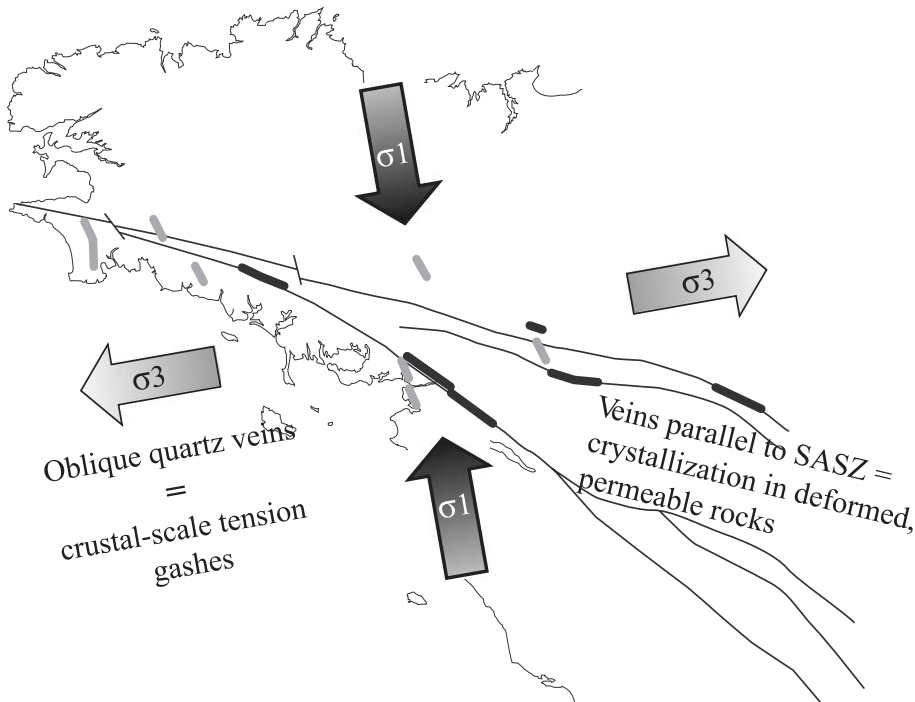 σ1
σ3
σ3
Oblique quartz veins
=
crustal-scale tension
gashes
Veins parallel to SASZ =
crystallization in deformed,
permeable rocks
σ1